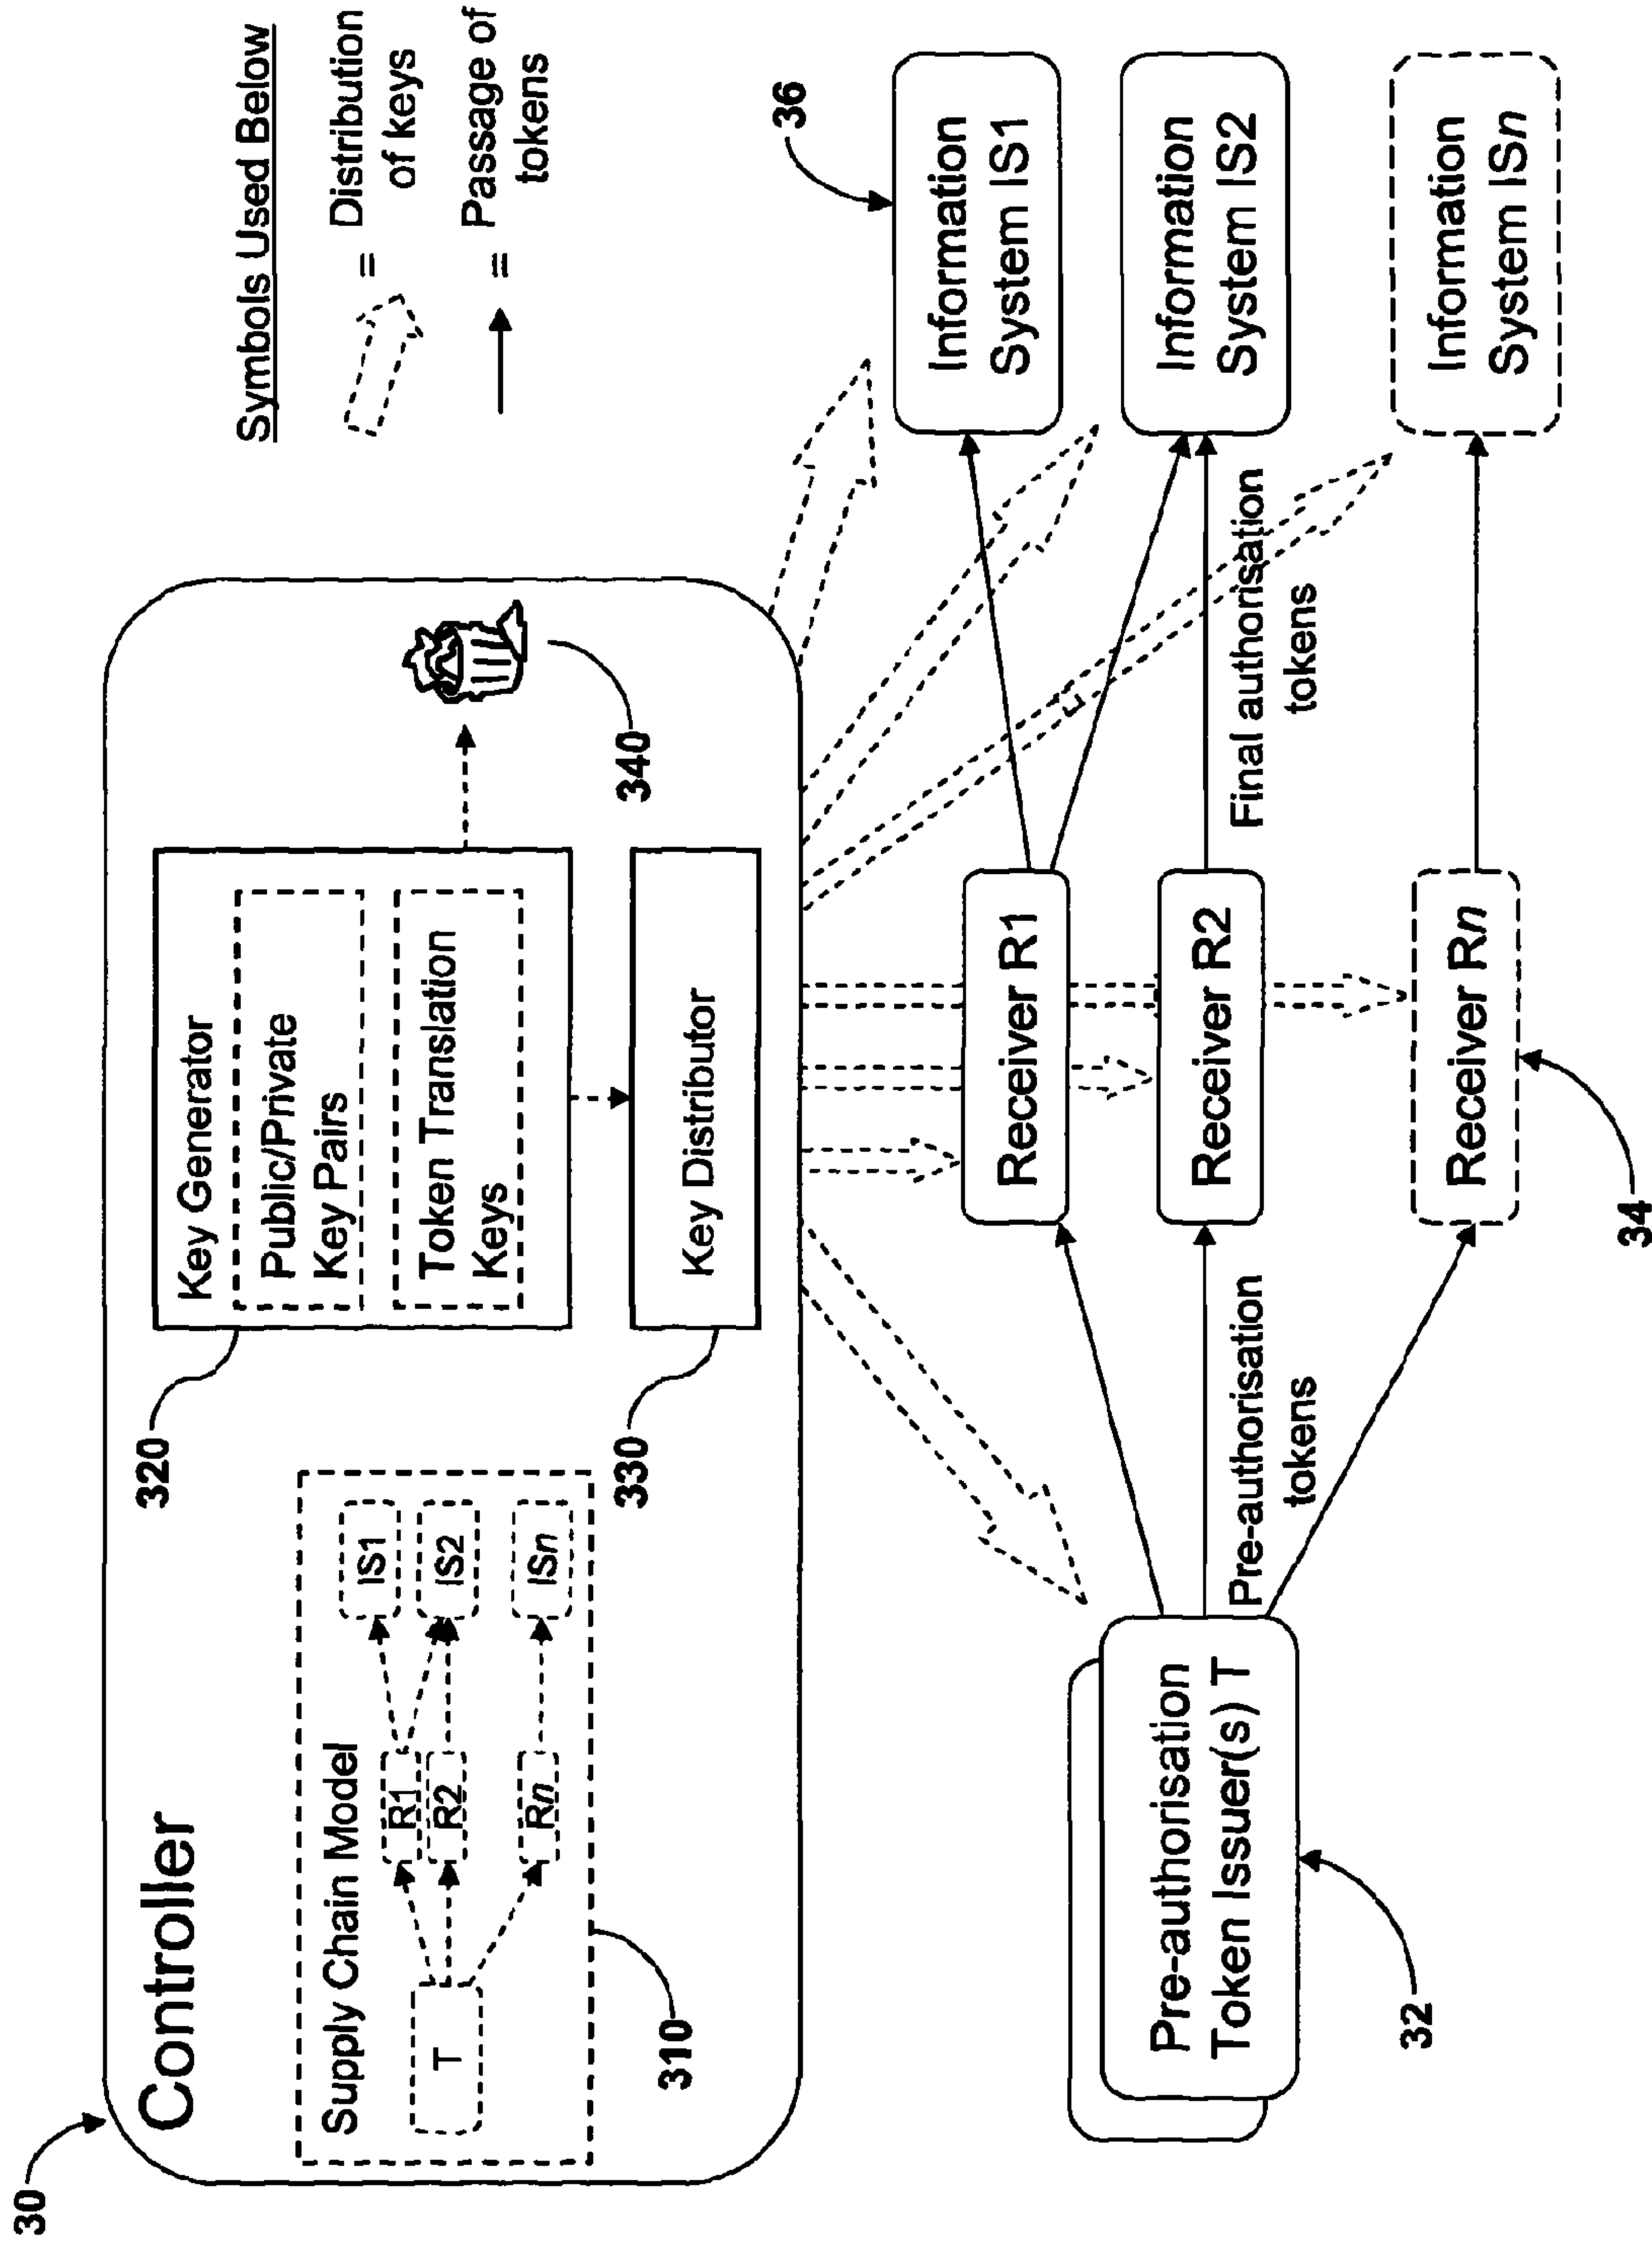 Symbols Used Below
= Distribution
of keys
= Passage of
tokens
30
Controller
Supply Chain Model
T
R1
R2
Rn
IS1
IS2
ISn
310
320
Key Generator
Public/Private
Key Pairs
Token Translation
Keys
330
Key Distributor
340
Pre-authorisation
Token Issuer(s) T
32
Pre-authorisation
tokens
Receiver R1
Receiver R2
Receiver Rn
34
Final authorisation
tokens
36
Information
System IS1
Information
System IS2
Information
System ISn